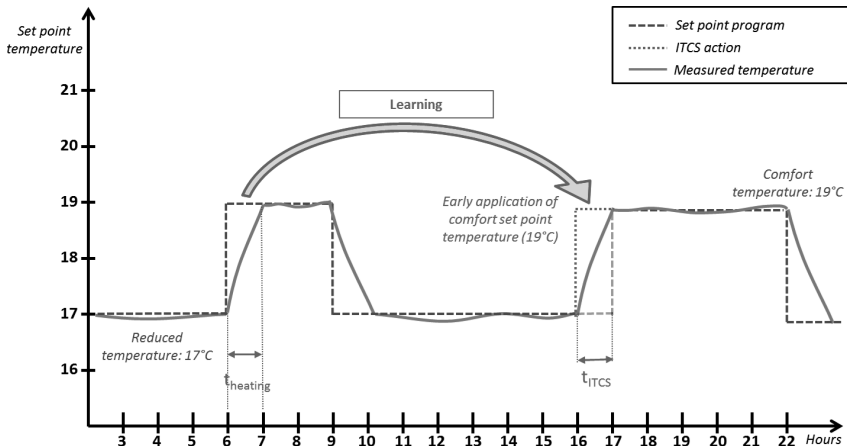 Set point
temperature
Set point program
ITCS action
Measured temperature
21
20
19
18
17
16
Learning
Early application of
comfort set point
temperature (19°C)
Comfort
temperature: 19°C
Reduced
temperature: 17°C
theating
tITCS
3 4 5 6 7 8 9 10 11 12 13 14 15 16 17 18 19 20 21 22 Hours